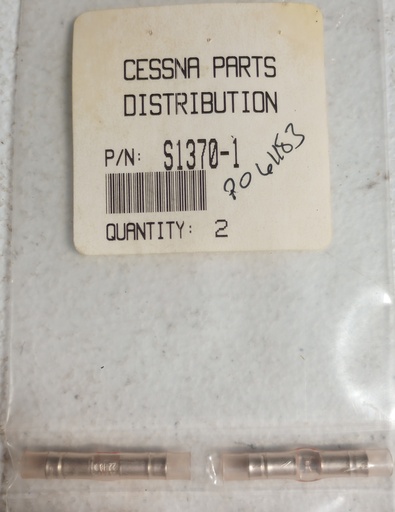 CESSNA PARTS
DISTRIBUTION
P/N: S1370-1
QUANTITY: 2